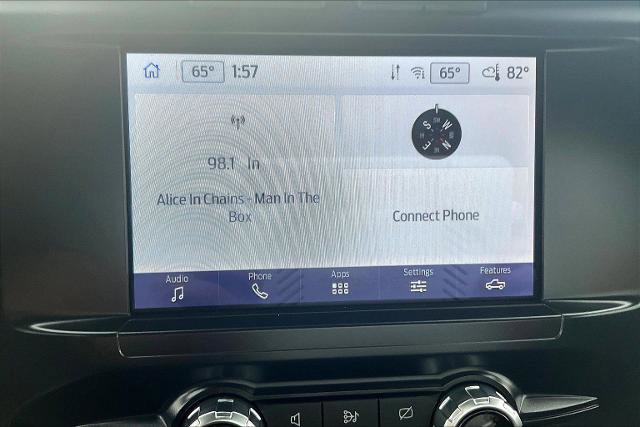 65° 1:57 65° 82°
98.1 In
Alice In Chains - Man In The
Box
S W
E N
Connect Phone
Audio Phone Apps Settings Features